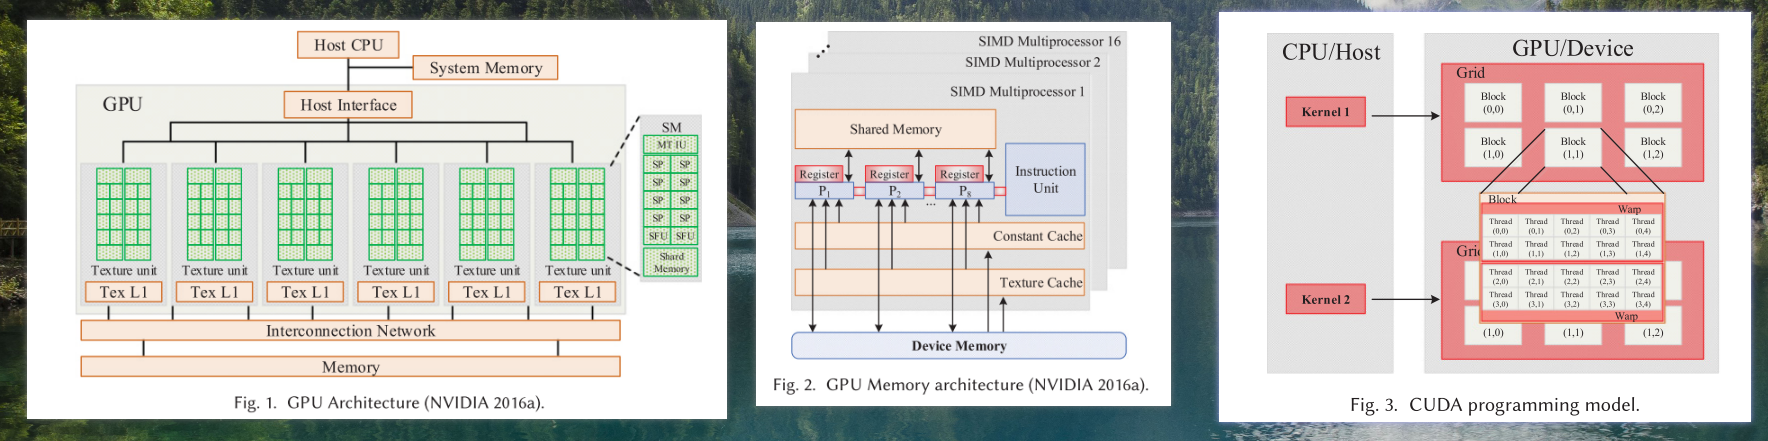 Host CPU
System Memory
GPU
Host Interface
SM
MT IU
SP SP
SP SP
SP SP
SP SP
SFU SFU
Shard
Memory
Texture unit Texture unit Texture unit Texture unit Texture unit Texture unit
Tex L1 Tex L1 Tex L1 Tex L1 Tex L1 Tex L1
Interconnection Network
Memory
Fig. 1. GPU Architecture (NVIDIA 2016a).
SIMD Multiprocessor 16
SIMD Multiprocessor 2
SIMD Multiprocessor 1
Shared Memory
Register Register Register
P1 P2 ... P8
Instruction
Unit
Constant Cache
Texture Cache
Device Memory
Fig. 2. GPU Memory architecture (NVIDIA 2016a).
CPU/Host
GPU/Device
Grid
Kernel 1
Block Block Block
(0,0) (0,1) (0,2)
Block Block Block
(1,0) (1,1) (1,2)
Block
Warp
Thread Thread Thread Thread Thread
(0,0) (0,1) (0,2) (0,3) (0,4)
Thread Thread Thread Thread Thread
(1,0) (1,1) (1,2) (1,3) (1,4)
Grid
Thread Thread Thread Thread Thread
(2,0) (2,1) (2,2) (2,3) (2,4)
Kernel 2
Thread Thread Thread Thread Thread
(3,0) (3,1) (3,2) (3,3) (3,4)
Warp
(1,0) (1,1) (1,2)
Fig. 3. CUDA programming model.